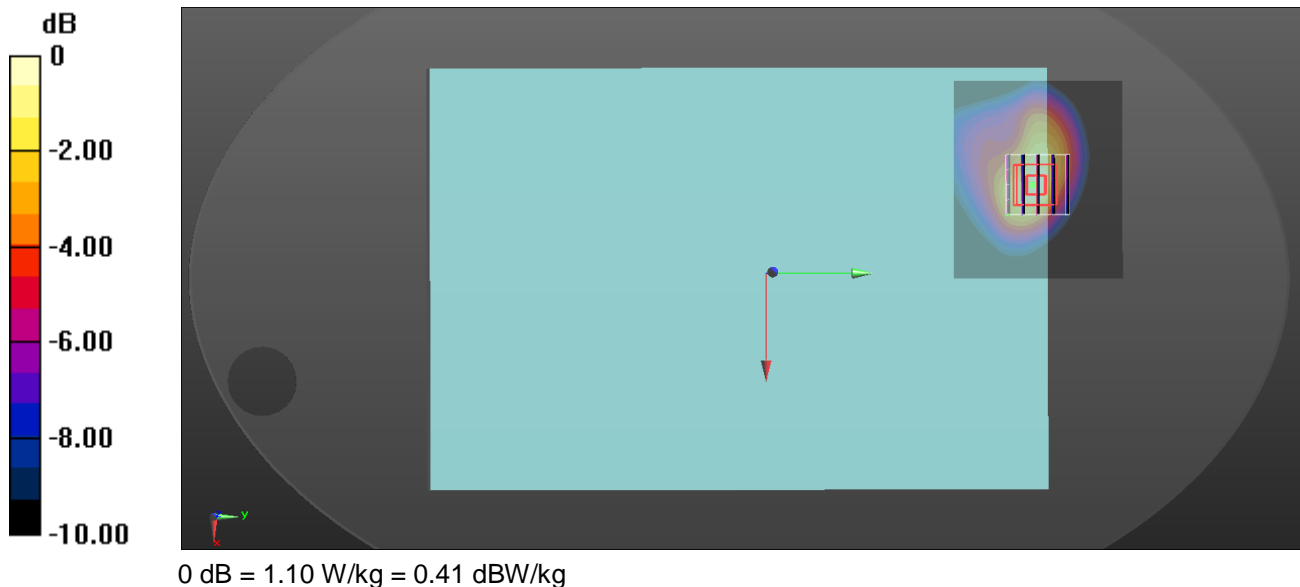 dB
0
-2.00
-4.00
-6.00
-8.00
-10.00
y
x
0 dB = 1.10 W/kg = 0.41 dBW/kg